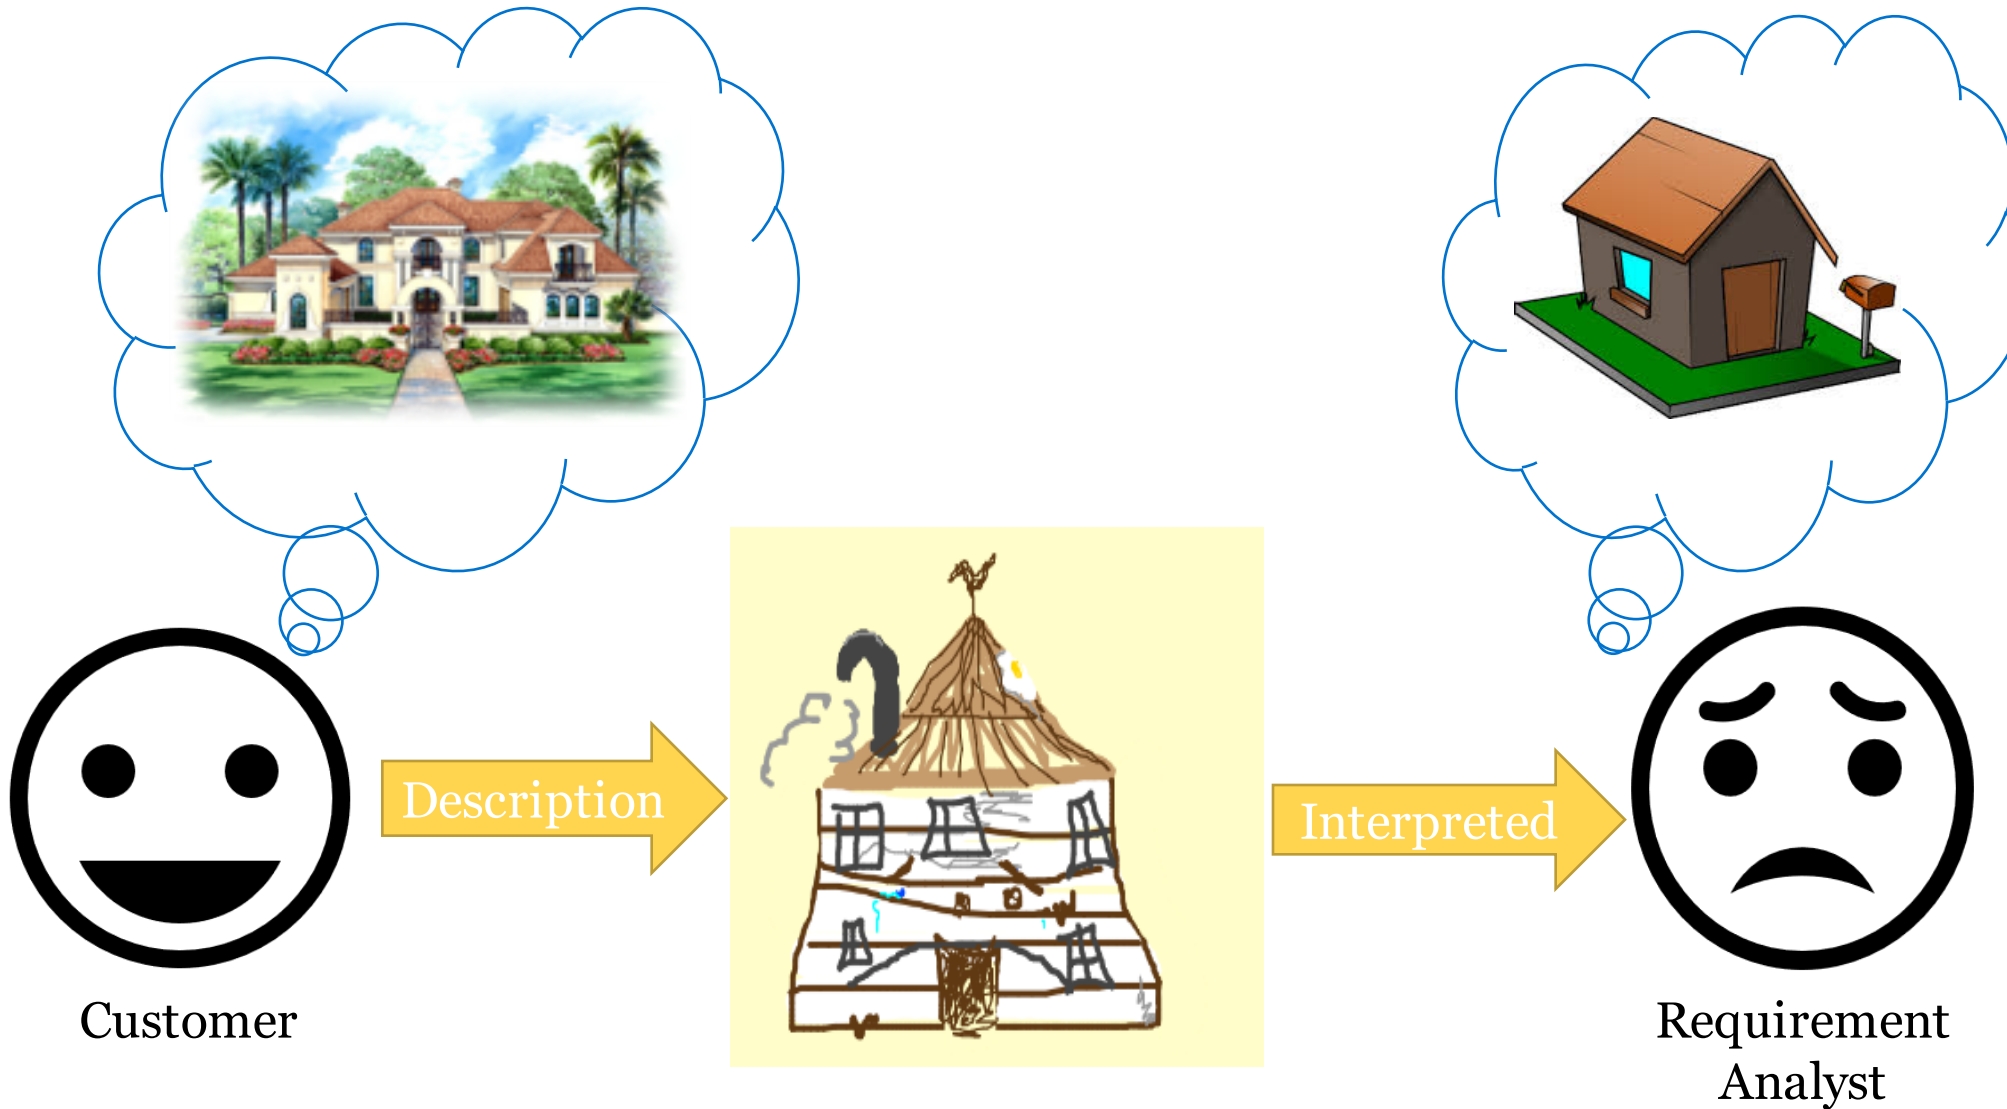 Description
Interpreted
Customer
Requirement
Analyst